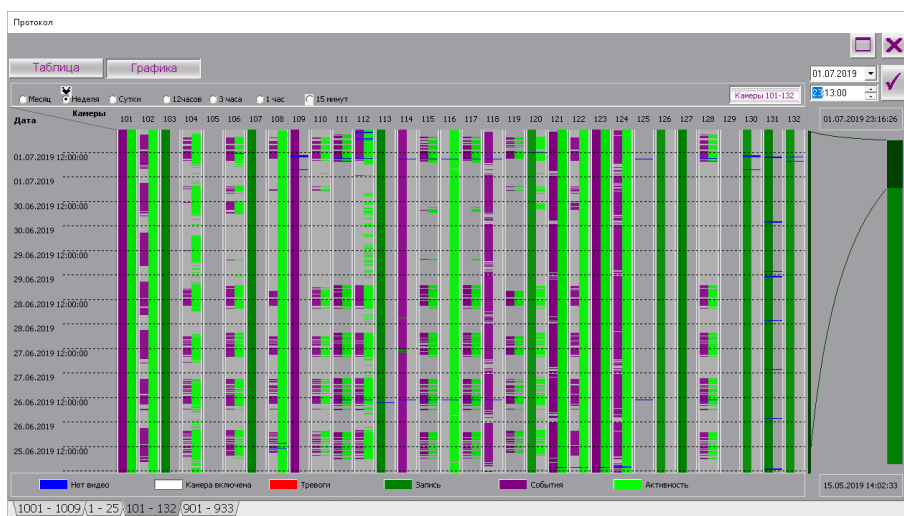 Протокол
Таблица Графика
01.07.2019
Месяц Неделя Сутки 12часов 3 часа 1 час 15 минут Камеры 101-132 23:13:00
Камеры 101 102 103 104 105 106 107 108 109 110 111 112 113 114 115 116 117 118 119 120 121 122 123 124 125 126 127 128 129 130 131 132 01.07.2019 23:16:26
Дата
01.07.2019 12:00:00
01.07.2019
30.06.2019 12:00:00
30.06.2019
29.06.2019 12:00:00
29.06.2019
28.06.2019 12:00:00
28.06.2019
27.06.2019 12:00:00
27.06.2019
26.06.2019 12:00:00
26.06.2019
25.06.2019 12:00:00
Нет видео Камера включена Тревоги Запись События Активность 15.05.2019 14:02:33
1001 - 1009 1 - 25 101 - 132 901 - 933